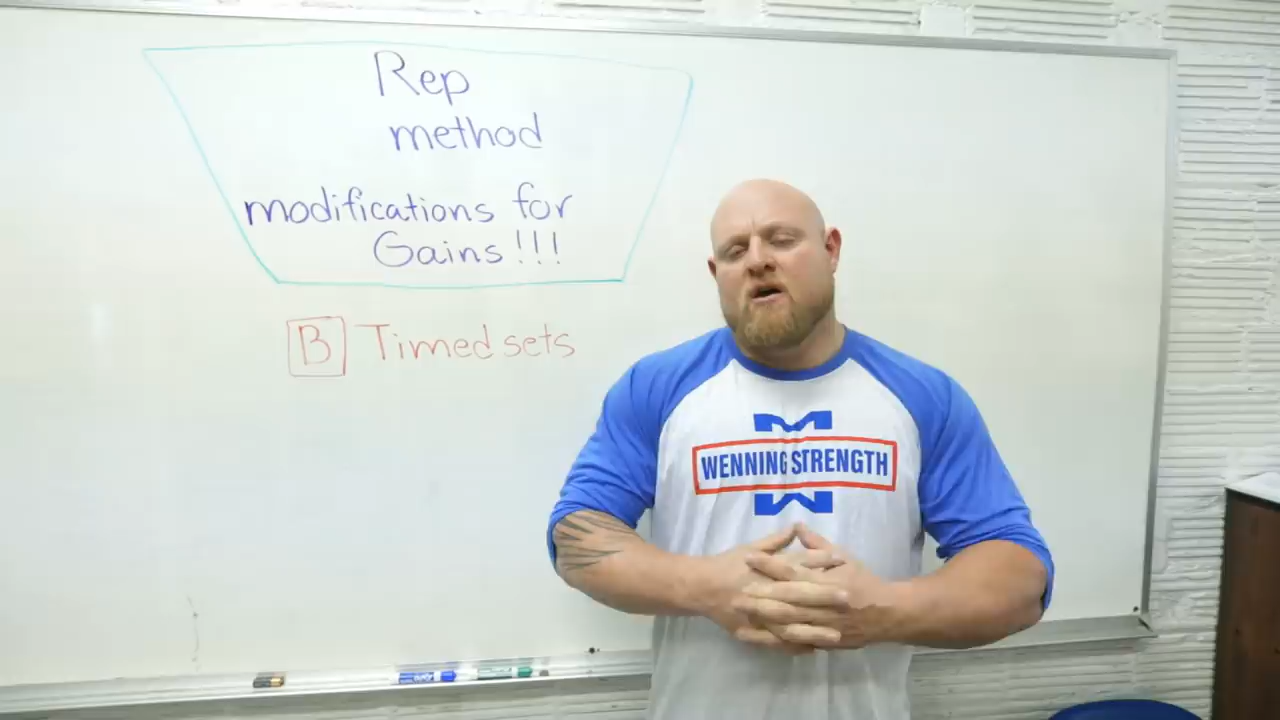 Rep
method
modifications for
Gains!!!
B Timed sets
WENNING STRENGTH